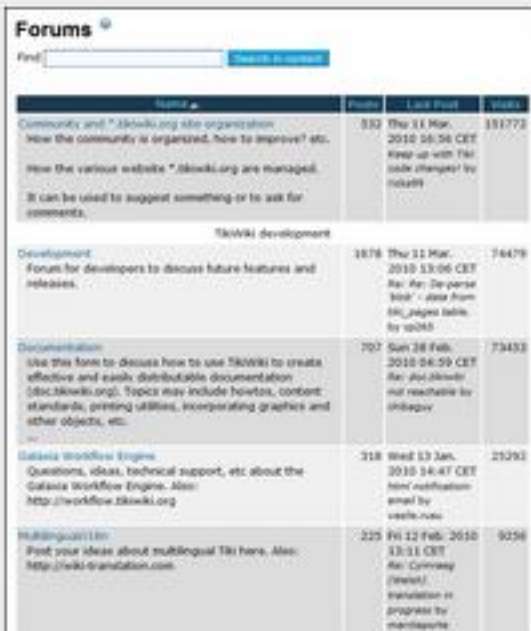 Forums
Find
Search in content
Name Posts Last Post Visits
Community and *.tikiwiki.org site organization 532 Thu 11 Mar. 151773
How the community is organized, how to improve? etc. 2010 16:56 CET
Keep up with Tiki
How the various website *.tikiwiki.org are managed. code changes! by
It can be used to suggest something or to ask for
comments.
TikiWiki development
Development 1678 Thu 11 Mar. 74479
Forum for developers to discuss future features and 2010 13:06 CET
releases. Re: Re: De-parse
'blob' - data from
tiki_pages table.
by
Documentation 707 Sun 28 Feb. 73453
Use this form to discuss how to use TikiWiki to create 2010 04:59 CET
effective and easily distributable documentation Re: doc.tikiwiki
(doc.tikiwiki.org). Topics may include howtos, content not reachable by
standards, printing utilities, incorporating graphics and chibaguy
other objects, etc.
...
Galaxia Workflow Engine 318 Wed 13 Jan. 25292
Questions, ideas, technical support, etc about the 2010 14:47 CET
Galaxia Workflow Engine. Also: html notification
http://workflow.tikiwiki.org email by
Multilingual/i18n 225 Fri 12 Feb. 2010 9256
Post your ideas about multilingual Tiki here. Also: 13:11 CET
http://wiki-translation.com Re: Cymraeg
(Welsh)
translation in
progress by
marclaporte